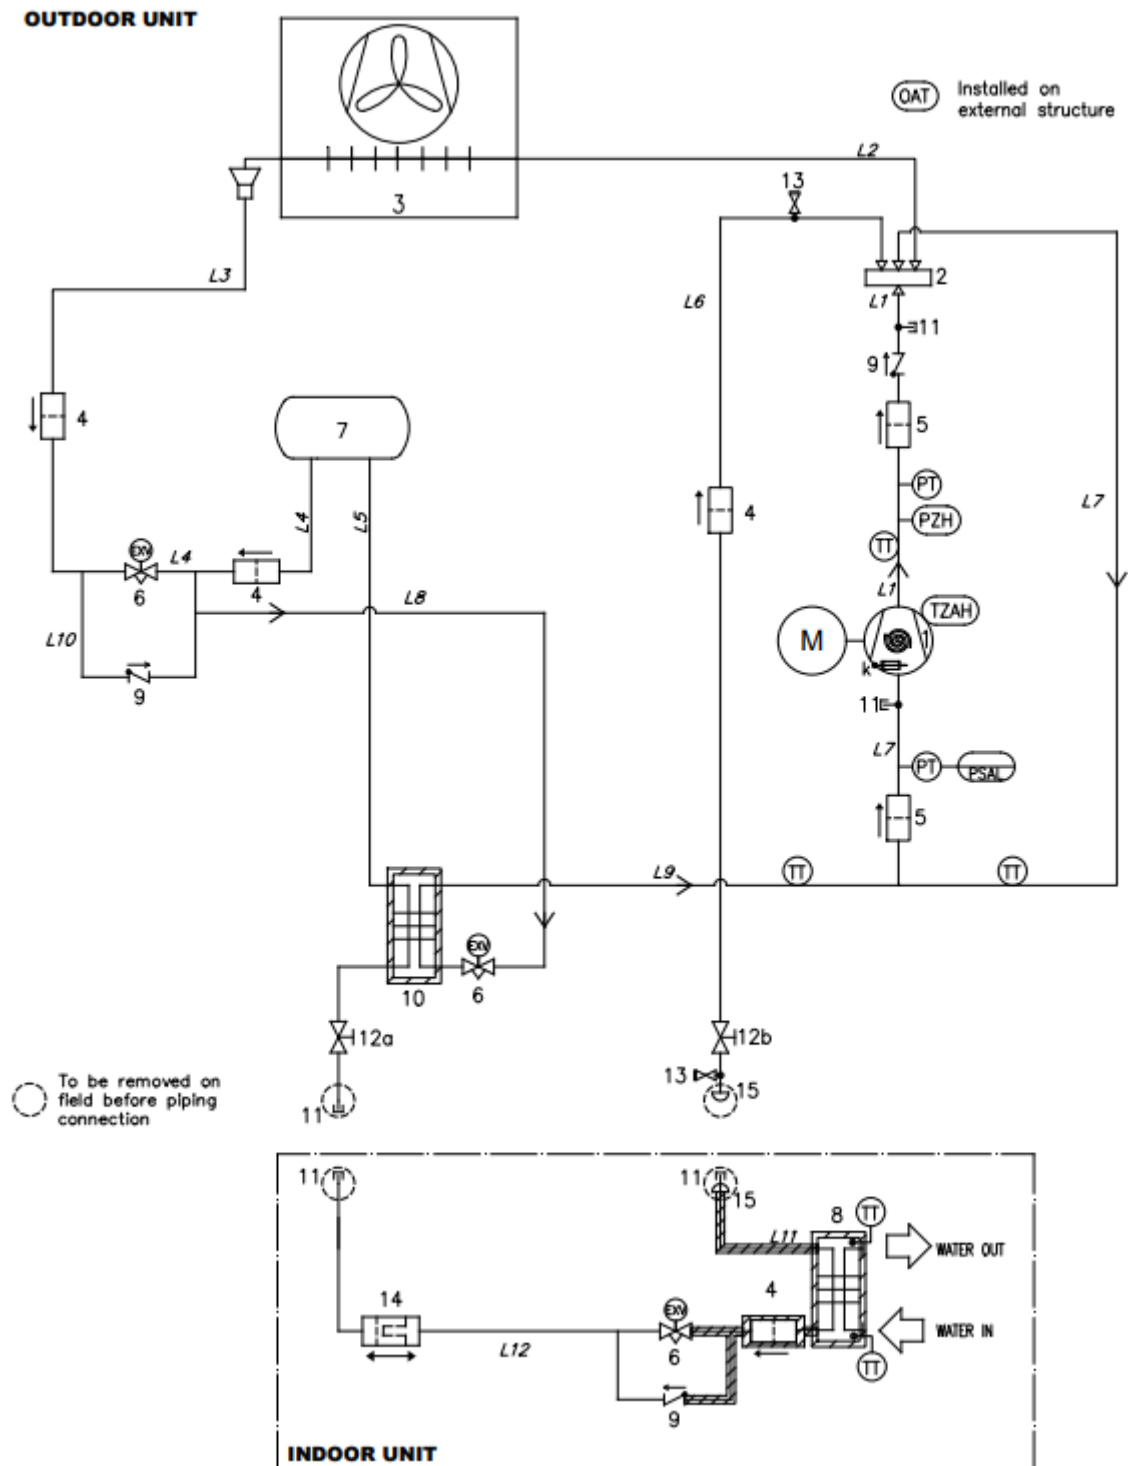 OUTDOOR UNIT
OAT
Installed on
external structure
L2
13
3
2
L3
L6
L1
11
9
4
7
5
PT
L4
L5
4
PZH
L7
EXV
L4
TT
6
4
L8
L1
TZAH
L10
M
1
k
9
11
L7
PT
PSAL
5
L9
TT
TT
EXV
10
6
12a
12b
To be removed on
field before piping
connection
13
15
11
11
11
15
8
TT
L11
WATER OUT
14
4
EXV
WATER IN
L12
6
TT
9
INDOOR UNIT